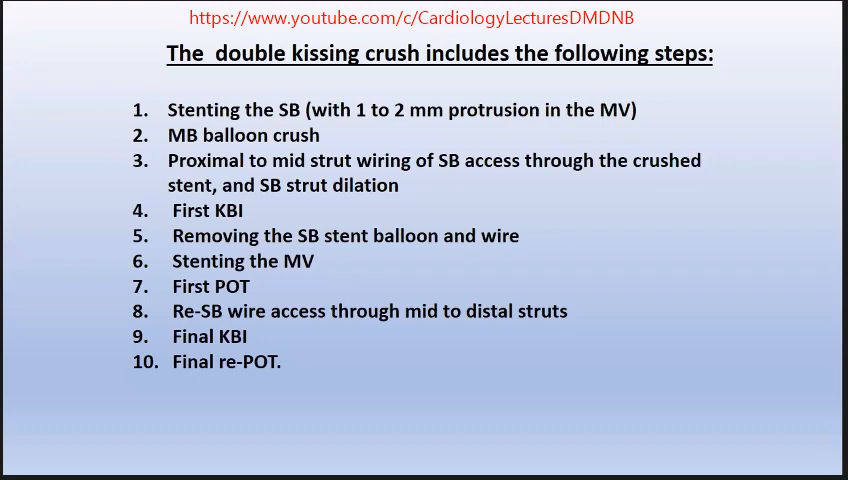 https://www.youtube.com/c/CardiologyLecturesDMDNB
The double kissing crush includes the following steps:
1. Stenting the SB (with 1 to 2 mm protrusion in the MV)
2. MB balloon crush
3. Proximal to mid strut wiring of SB access through the crushed
stent, and SB strut dilation
4. First KBI
5. Removing the SB stent balloon and wire
6. Stenting the MV
7. First POT
8. Re-SB wire access through mid to distal struts
9. Final KBI
10. Final re-POT.